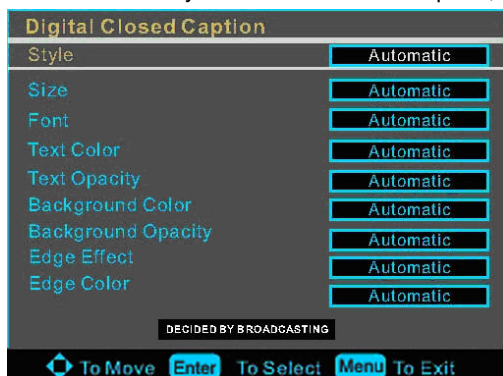 Digital Closed Caption
Style Automatic
Size Automatic
Font Automatic
Text Color Automatic
Text Opacity Automatic
Background Color Automatic
Background Opacity Automatic
Edge Effect Automatic
Edge Color Automatic
DECIDED BY BROADCASTING
To Move Enter To Select Menu To Exit